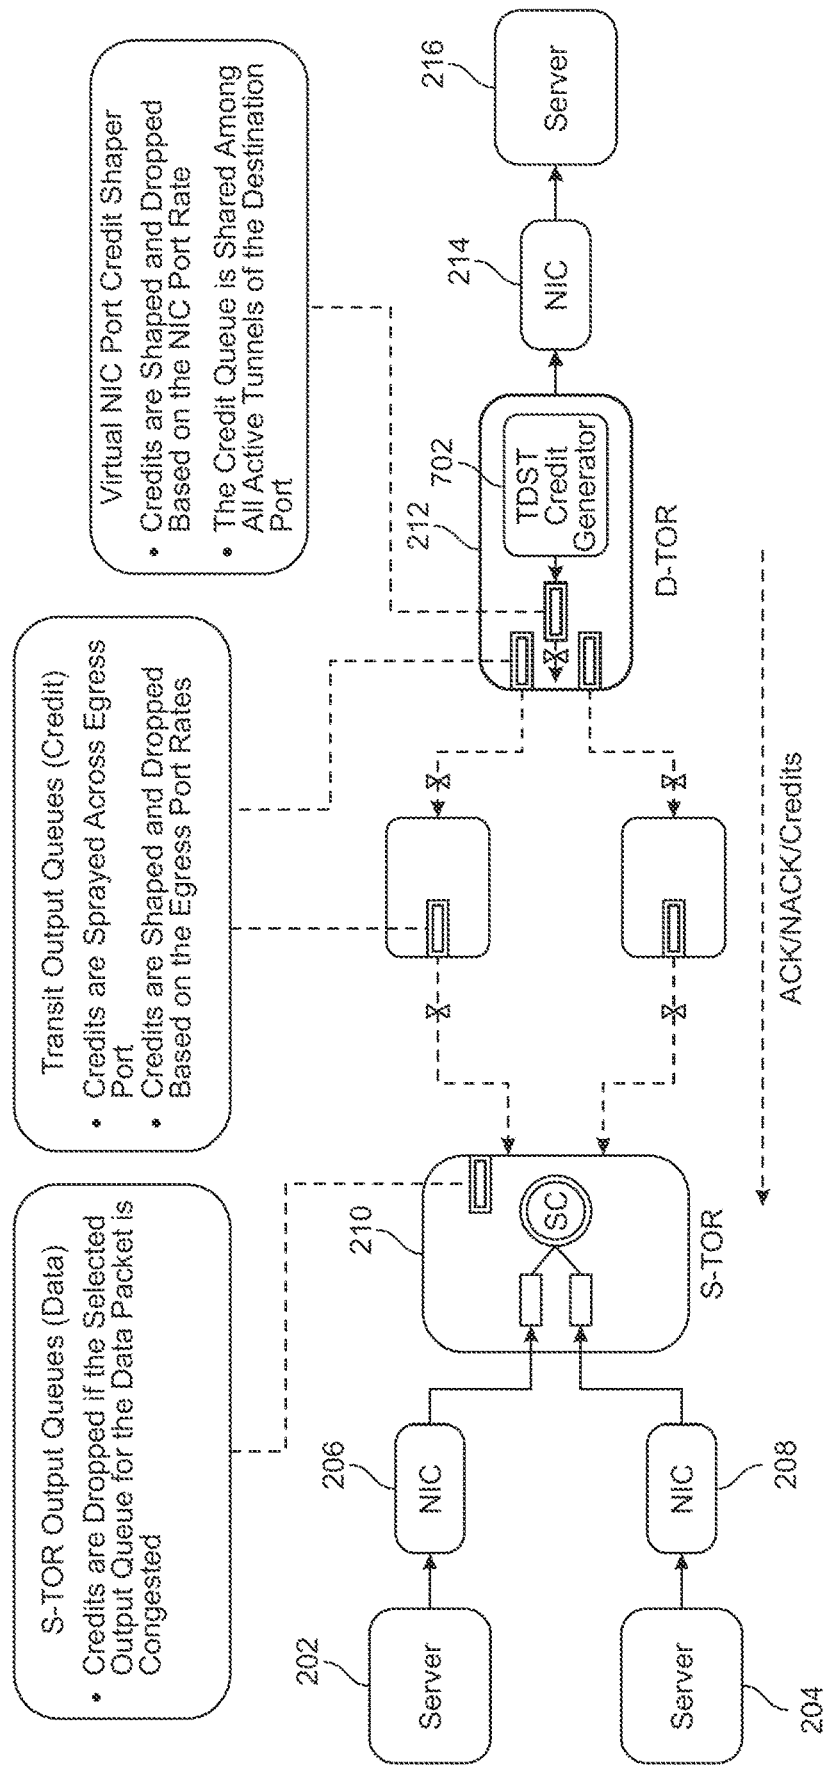 S-TOR Output Queues (Data)
• Credits are Dropped if the Selected
Output Queue for the Data Packet is
Congested
Transit Output Queues (Credit)
• Credits are Sprayed Across Egress
Port
• Credits are Shaped and Dropped
Based on the Egress Port Rates
Virtual NIC Port Credit Shaper
• Credits are Shaped and Dropped
Based on the NIC Port Rate
• The Credit Queue is Shared Among
All Active Tunnels of the Destination
Port
202
Server
206
NIC
204
Server
208
NIC
210
SC
S-TOR
212
702
TDST
Credit
Generator
D-TOR
214
NIC
216
Server
ACK/NACK/Credits